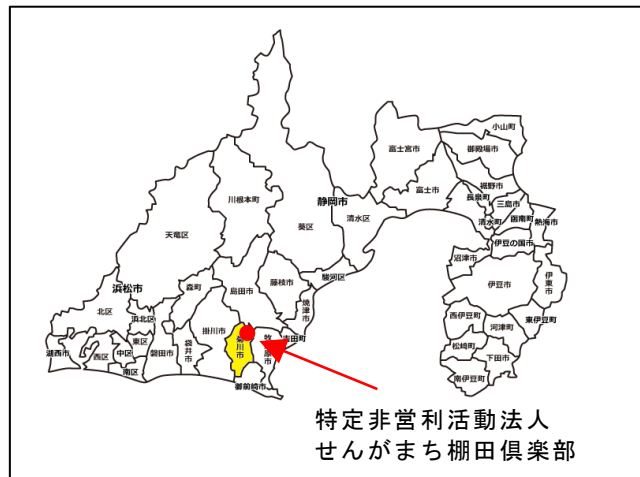 小山町
富士宮市
御殿場市
裾野市
富士市
長泉町
三島市
清水町
函南町
熱海市
川根本町
静岡市
清水区
葵区
天竜区
伊豆の国市
沼津市
駿河区
藤枝市
島田市
森町
浜松市
伊豆市
伊東市
焼津市
北区
浜北区
掛川市
西伊豆町
東伊豆町
河津町
吉田町
菊川市
袋井市
東区
磐田市
中区
湖西市
西区
南区
松崎町
下田市
南伊豆町
御前崎市
特定非営利活動法人
せんがまち棚田倶楽部